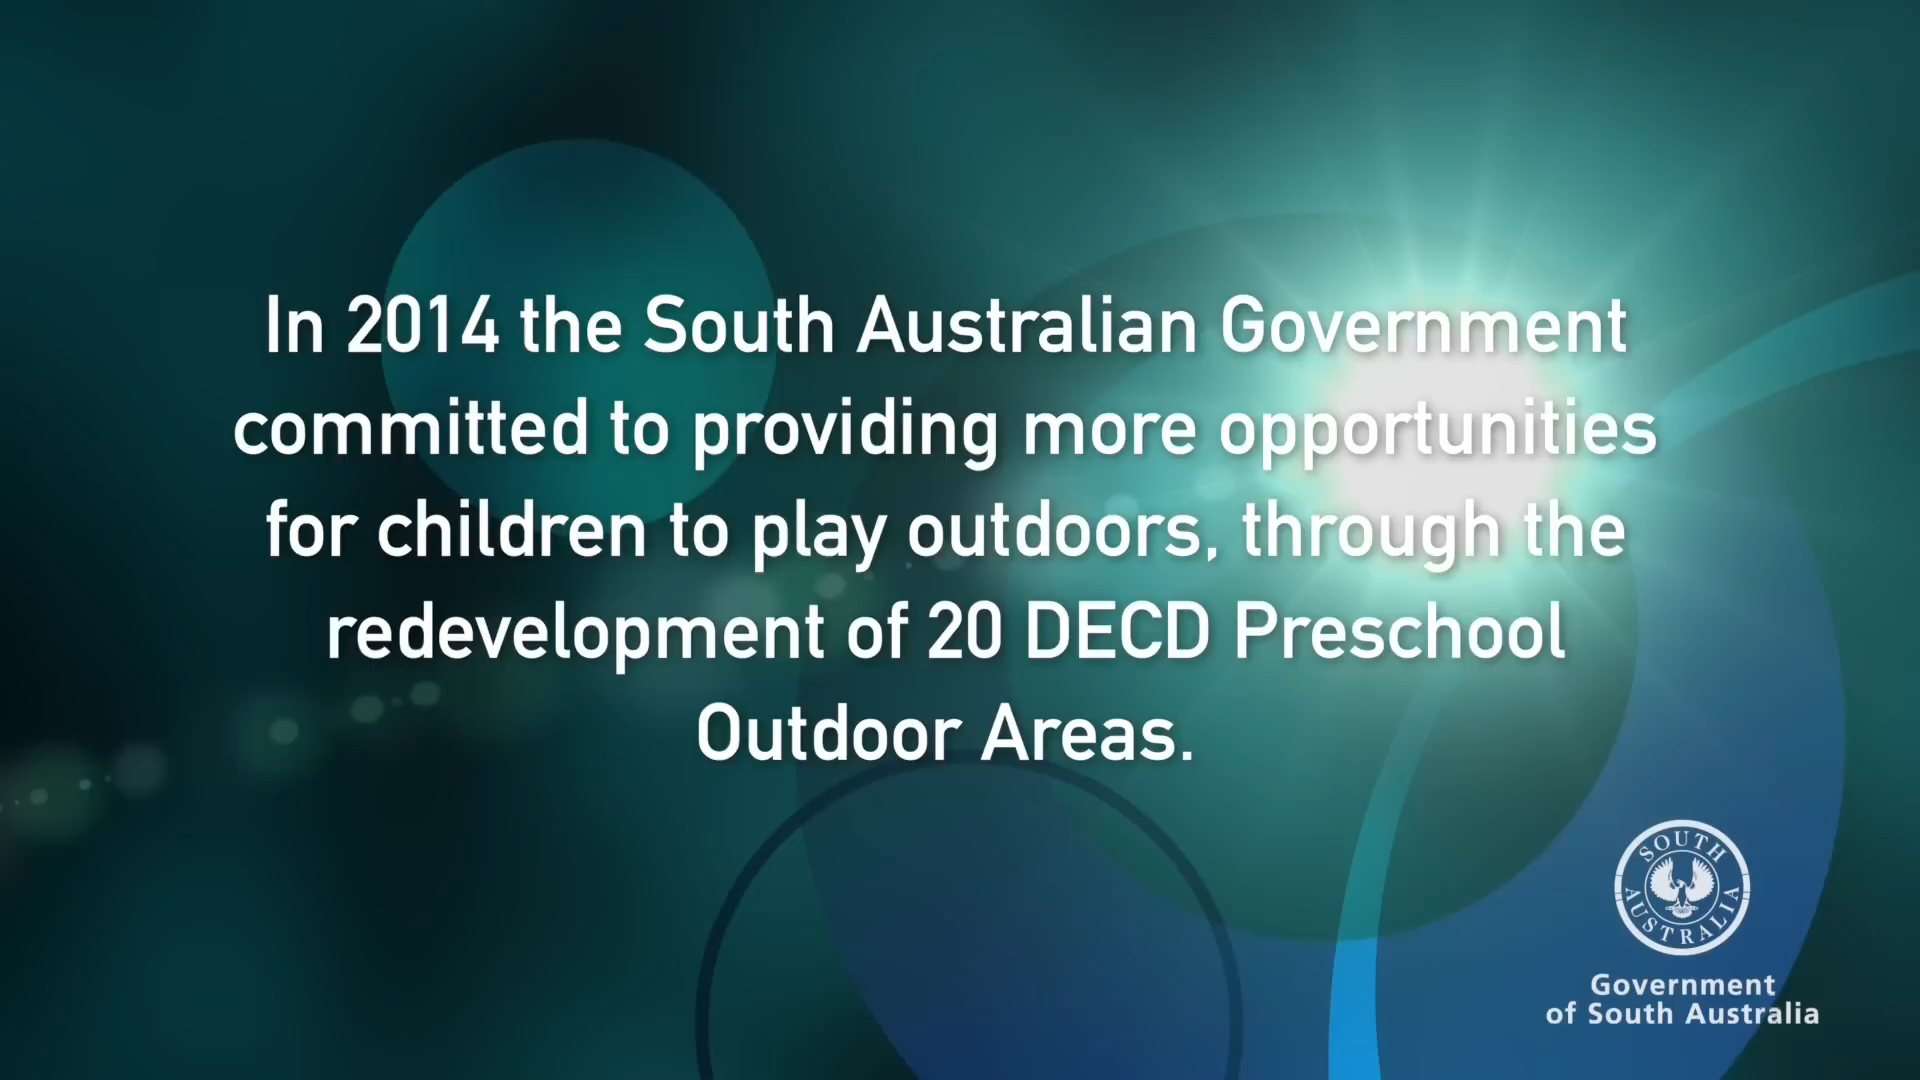 In 2014 the South Australian Government
committed to providing more opportunities
for children to play outdoors, through the
redevelopment of 20 DECD Preschool
Outdoor Areas.
SOUTH
AUSTRALIA
Government
of South Australia